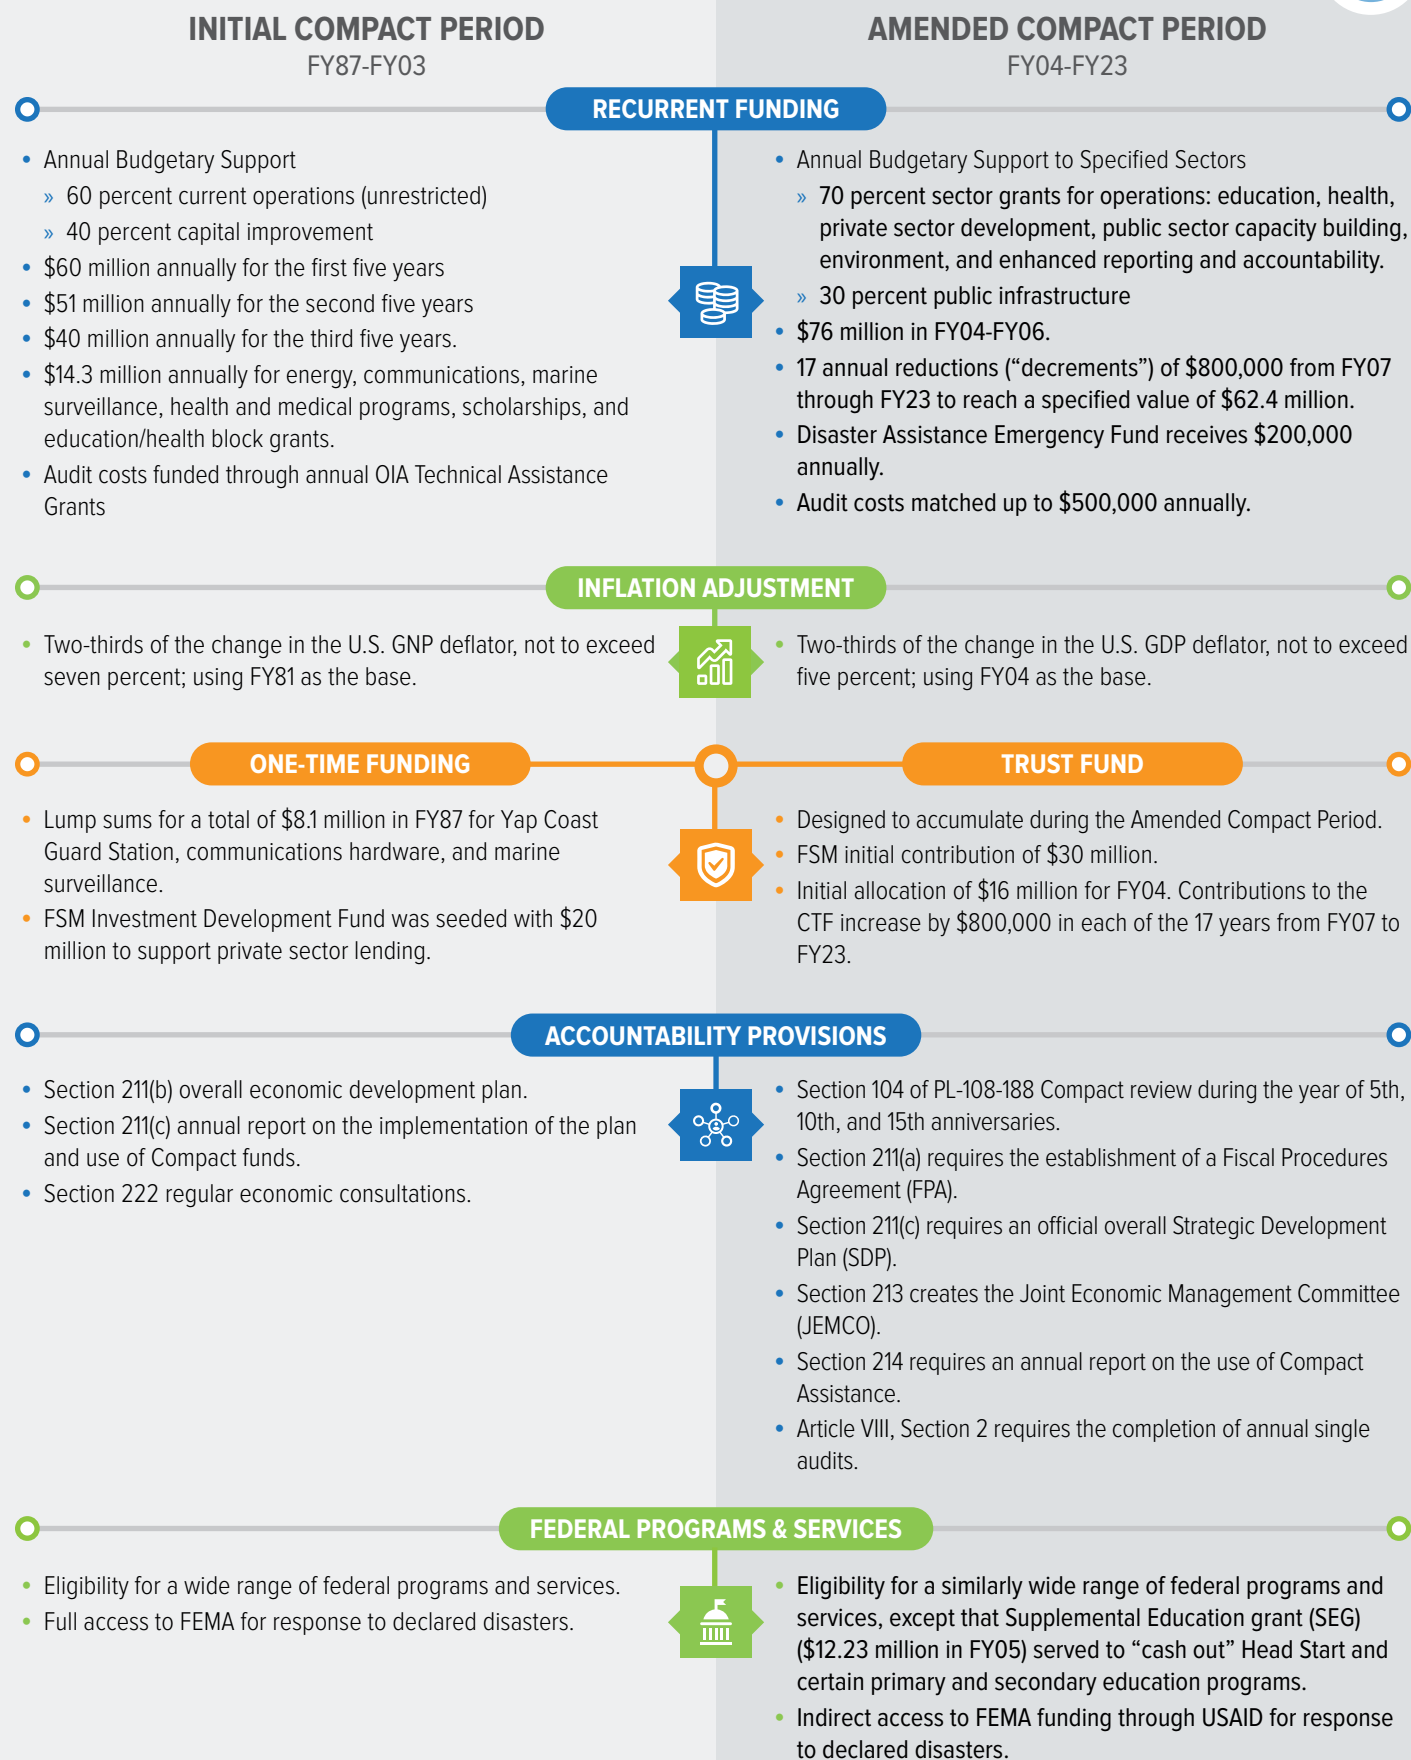 INITIAL COMPACT PERIOD
FY87-FY03
AMENDED COMPACT PERIOD
FY04-FY23
RECURRENT FUNDING
• Annual Budgetary Support
» 60 percent current operations (unrestricted)
» 40 percent capital improvement
• $60 million annually for the first five years
• $51 million annually for the second five years
• $40 million annually for the third five years.
• $14.3 million annually for energy, communications, marine
surveillance, health and medical programs, scholarships, and
education/health block grants.
• Audit costs funded through annual OIA Technical Assistance
Grants
• Annual Budgetary Support to Specified Sectors
» 70 percent sector grants for operations: education, health,
private sector development, public sector capacity building,
environment, and enhanced reporting and accountability.
» 30 percent public infrastructure
• $76 million in FY04-FY06.
• 17 annual reductions (“decrements”) of $800,000 from FY07
through FY23 to reach a specified value of $62.4 million.
• Disaster Assistance Emergency Fund receives $200,000
annually.
• Audit costs matched up to $500,000 annually.
INFLATION ADJUSTMENT
• Two-thirds of the change in the U.S. GNP deflator, not to exceed
seven percent; using FY81 as the base.
• Two-thirds of the change in the U.S. GDP deflator, not to exceed
five percent; using FY04 as the base.
ONE-TIME FUNDING
• Lump sums for a total of $8.1 million in FY87 for Yap Coast
Guard Station, communications hardware, and marine
surveillance.
• FSM Investment Development Fund was seeded with $20
million to support private sector lending.
TRUST FUND
• Designed to accumulate during the Amended Compact Period.
• FSM initial contribution of $30 million.
• Initial allocation of $16 million for FY04. Contributions to the
CTF increase by $800,000 in each of the 17 years from FY07 to
FY23.
ACCOUNTABILITY PROVISIONS
• Section 211(b) overall economic development plan.
• Section 211(c) annual report on the implementation of the plan
and use of Compact funds.
• Section 222 regular economic consultations.
• Section 104 of PL-108-188 Compact review during the year of 5th,
10th, and 15th anniversaries.
• Section 211(a) requires the establishment of a Fiscal Procedures
Agreement (FPA).
• Section 211(c) requires an official overall Strategic Development
Plan (SDP).
• Section 213 creates the Joint Economic Management Committee
(JEMCO).
• Section 214 requires an annual report on the use of Compact
Assistance.
• Article VIII, Section 2 requires the completion of annual single
audits.
FEDERAL PROGRAMS & SERVICES
• Eligibility for a wide range of federal programs and services.
• Full access to FEMA for response to declared disasters.
• Eligibility for a similarly wide range of federal programs and
services, except that Supplemental Education grant (SEG)
($12.23 million in FY05) served to “cash out” Head Start and
certain primary and secondary education programs.
• Indirect access to FEMA funding through USAID for response
to declared disasters.